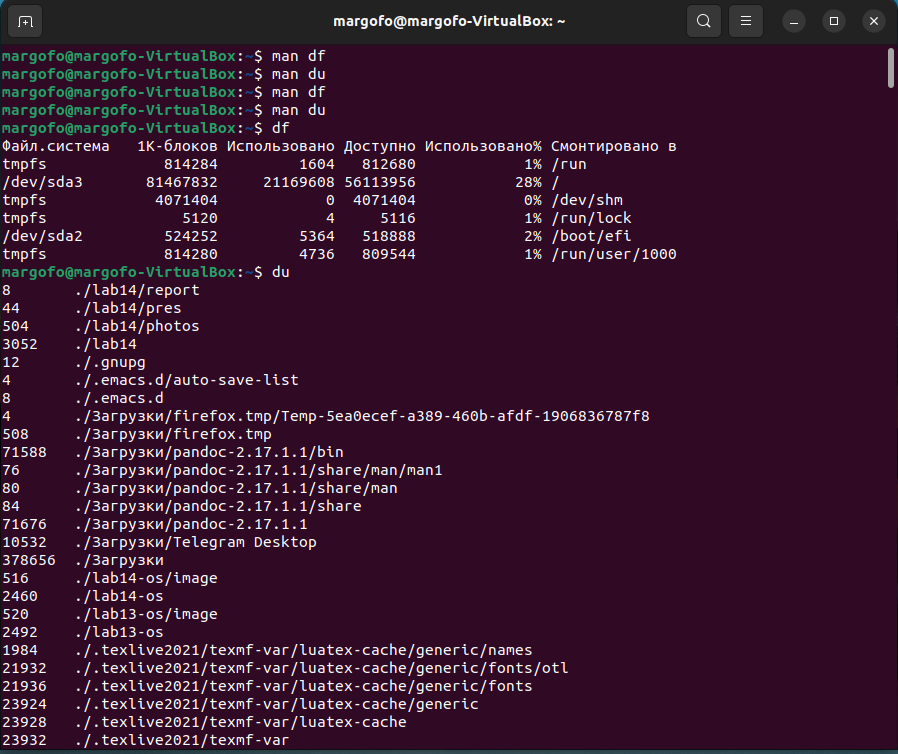 margofo@margofo-VirtualBox: ~
margofo@margofo-VirtualBox:~$ man df
margofo@margofo-VirtualBox:~$ man du
margofo@margofo-VirtualBox:~$ man df
margofo@margofo-VirtualBox:~$ man du
margofo@margofo-VirtualBox:~$ df
Файл.система   1K-блоков Использовано Доступно Использовано% Смонтировано в
tmpfs             814284         1604   812680            1% /run
/dev/sda3       81467832     21169608 56113956           28% /
tmpfs            4071404            0  4071404            0% /dev/shm
tmpfs               5120            4     5116            1% /run/lock
/dev/sda2         524252         5364   518888            2% /boot/efi
tmpfs             814280         4736   809544            1% /run/user/1000
margofo@margofo-VirtualBox:~$ du
8       ./lab14/report
44      ./lab14/pres
504     ./lab14/photos
3052    ./lab14
12      ./.gnupg
4       ./.emacs.d/auto-save-list
8       ./.emacs.d
4       ./Загрузки/firefox.tmp/Temp-5ea0ecef-a389-460b-afdf-1906836787f8
508     ./Загрузки/firefox.tmp
71588   ./Загрузки/pandoc-2.17.1.1/bin
76      ./Загрузки/pandoc-2.17.1.1/share/man/man1
80      ./Загрузки/pandoc-2.17.1.1/share/man
84      ./Загрузки/pandoc-2.17.1.1/share
71676   ./Загрузки/pandoc-2.17.1.1
10532   ./Загрузки/Telegram Desktop
378656  ./Загрузки
516     ./lab14-os/image
2460    ./lab14-os
520     ./lab13-os/image
2492    ./lab13-os
1984    ./.texlive2021/texmf-var/luatex-cache/generic/names
21932   ./.texlive2021/texmf-var/luatex-cache/generic/fonts/otl
21936   ./.texlive2021/texmf-var/luatex-cache/generic/fonts
23924   ./.texlive2021/texmf-var/luatex-cache/generic
23928   ./.texlive2021/texmf-var/luatex-cache
23932   ./.texlive2021/texmf-var